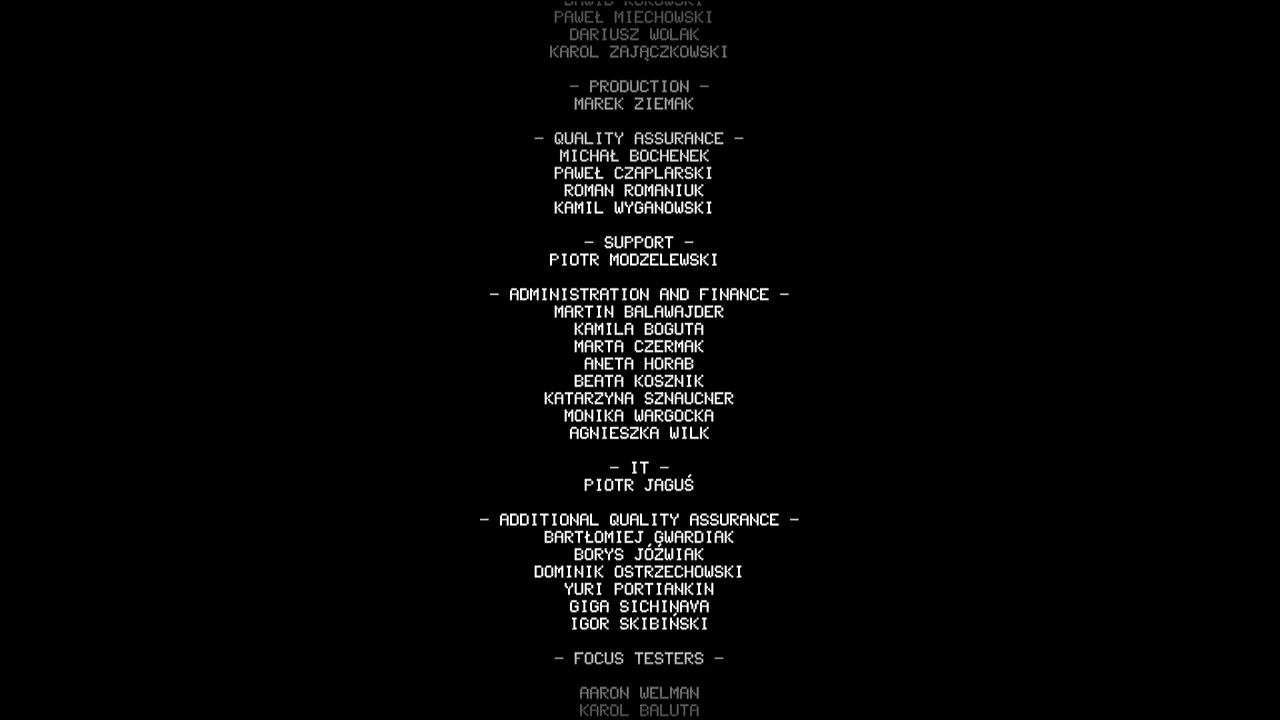 DAWID KUROWSKI
PAWEŁ MIECHOWSKI
DARIUSZ WOLAK
KAROL ZAJĄCZKOWSKI
- PRODUCTION -
MAREK ZIEMAK
- QUALITY ASSURANCE -
MICHAŁ BOCHENEK
PAWEŁ CZAPLARSKI
ROMAN ROMANIUK
KAMIL WYGANOWSKI
- SUPPORT -
PIOTR MODZELEWSKI
- ADMINISTRATION AND FINANCE -
MARTIN BALAWAJDER
KAMILA BOGUTA
MARTA CZERMAK
ANETA HORAB
BEATA KOSZNIK
KATARZYNA SZNAUCNER
MONIKA WARGOCKA
AGNIESZKA WILK
- IT -
PIOTR JAGUŚ
- ADDITIONAL QUALITY ASSURANCE -
BARTŁOMIEJ GWARDIAK
BORYS JÓŹWIAK
DOMINIK OSTRZECHOWSKI
YURI PORTIANKIN
GIGA SICHINAVA
IGOR SKIBIŃSKI
- FOCUS TESTERS -
AARON WELMAN
KAROL BALUTA